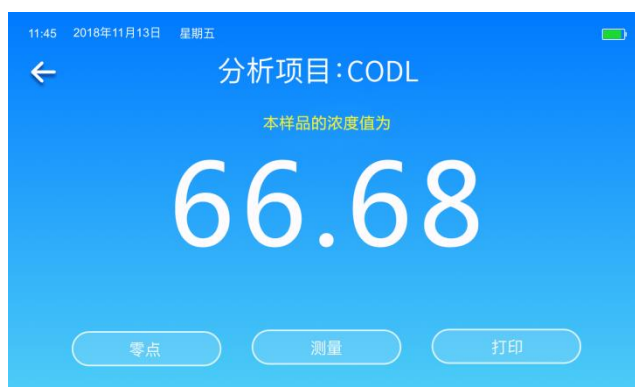 11:45 2018年11月13日 星期五
分析项目:CODL
本样品的浓度值为
66.68
零点 测量 打印